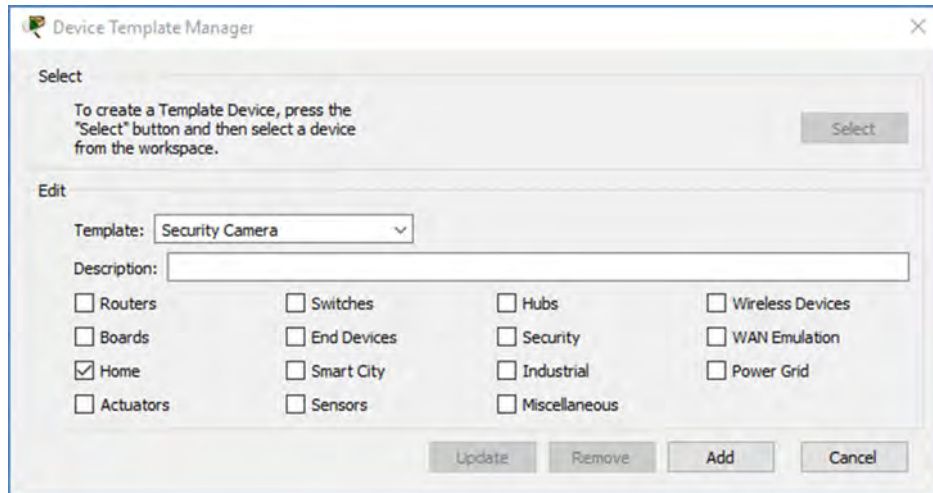 Device Template Manager
Select
To create a Template Device, press the
"Select" button and then select a device
from the workspace.
Select
Edit
Template: Security Camera
Description:
Routers Switches Hubs Wireless Devices
Boards End Devices Security WAN Emulation
Home Smart City Industrial Power Grid
Actuators Sensors Miscellaneous
Update Remove Add Cancel